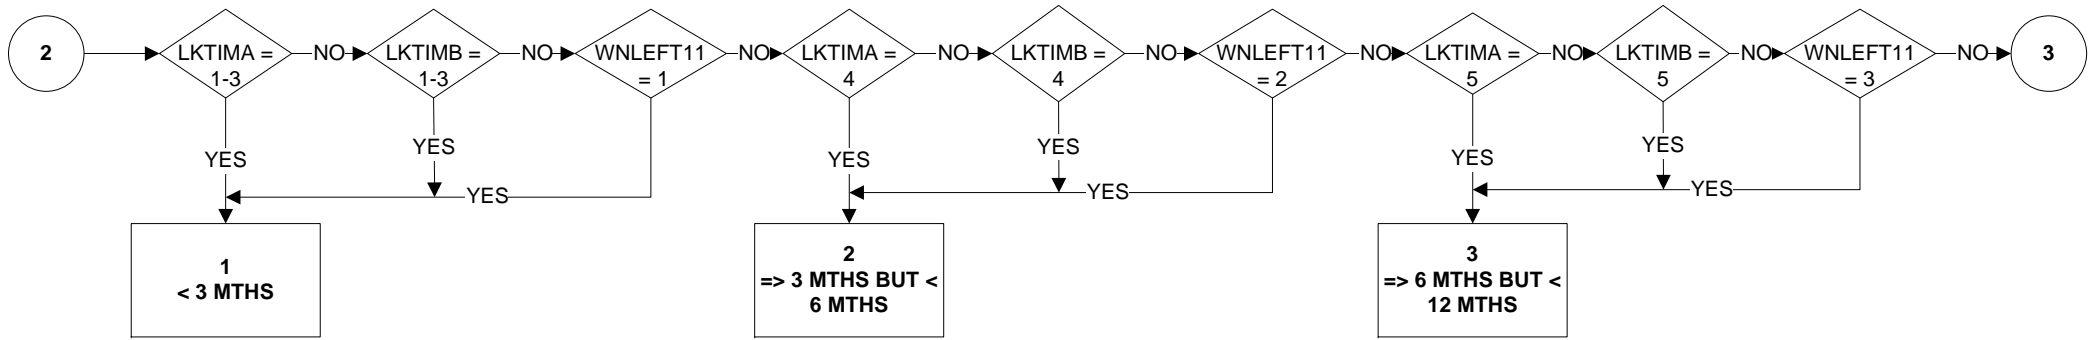 2
LKTIMA =
1-3
NO
LKTIMB =
1-3
NO
WNLEFT11
= 1
NO
LKTIMA =
4
NO
LKTIMB =
4
NO
WNLEFT11
= 2
NO
LKTIMA =
5
NO
LKTIMB =
5
NO
WNLEFT11
= 3
NO
3
YES
YES
YES
YES
YES
YES
YES
YES
YES
1
< 3 MTHS
2
=> 3 MTHS BUT <
6 MTHS
3
=> 6 MTHS BUT <
12 MTHS